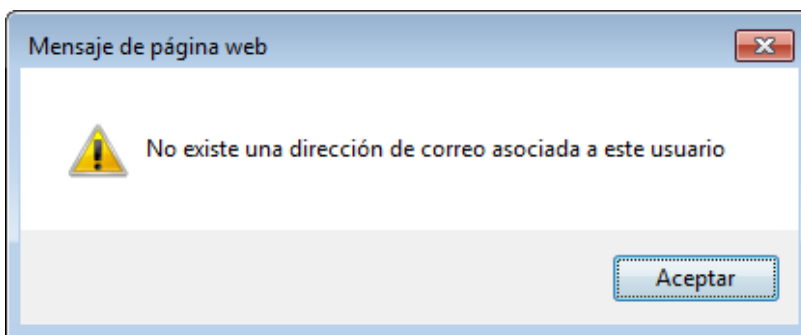 Mensaje de página web
No existe una dirección de correo asociada a este usuario
Aceptar